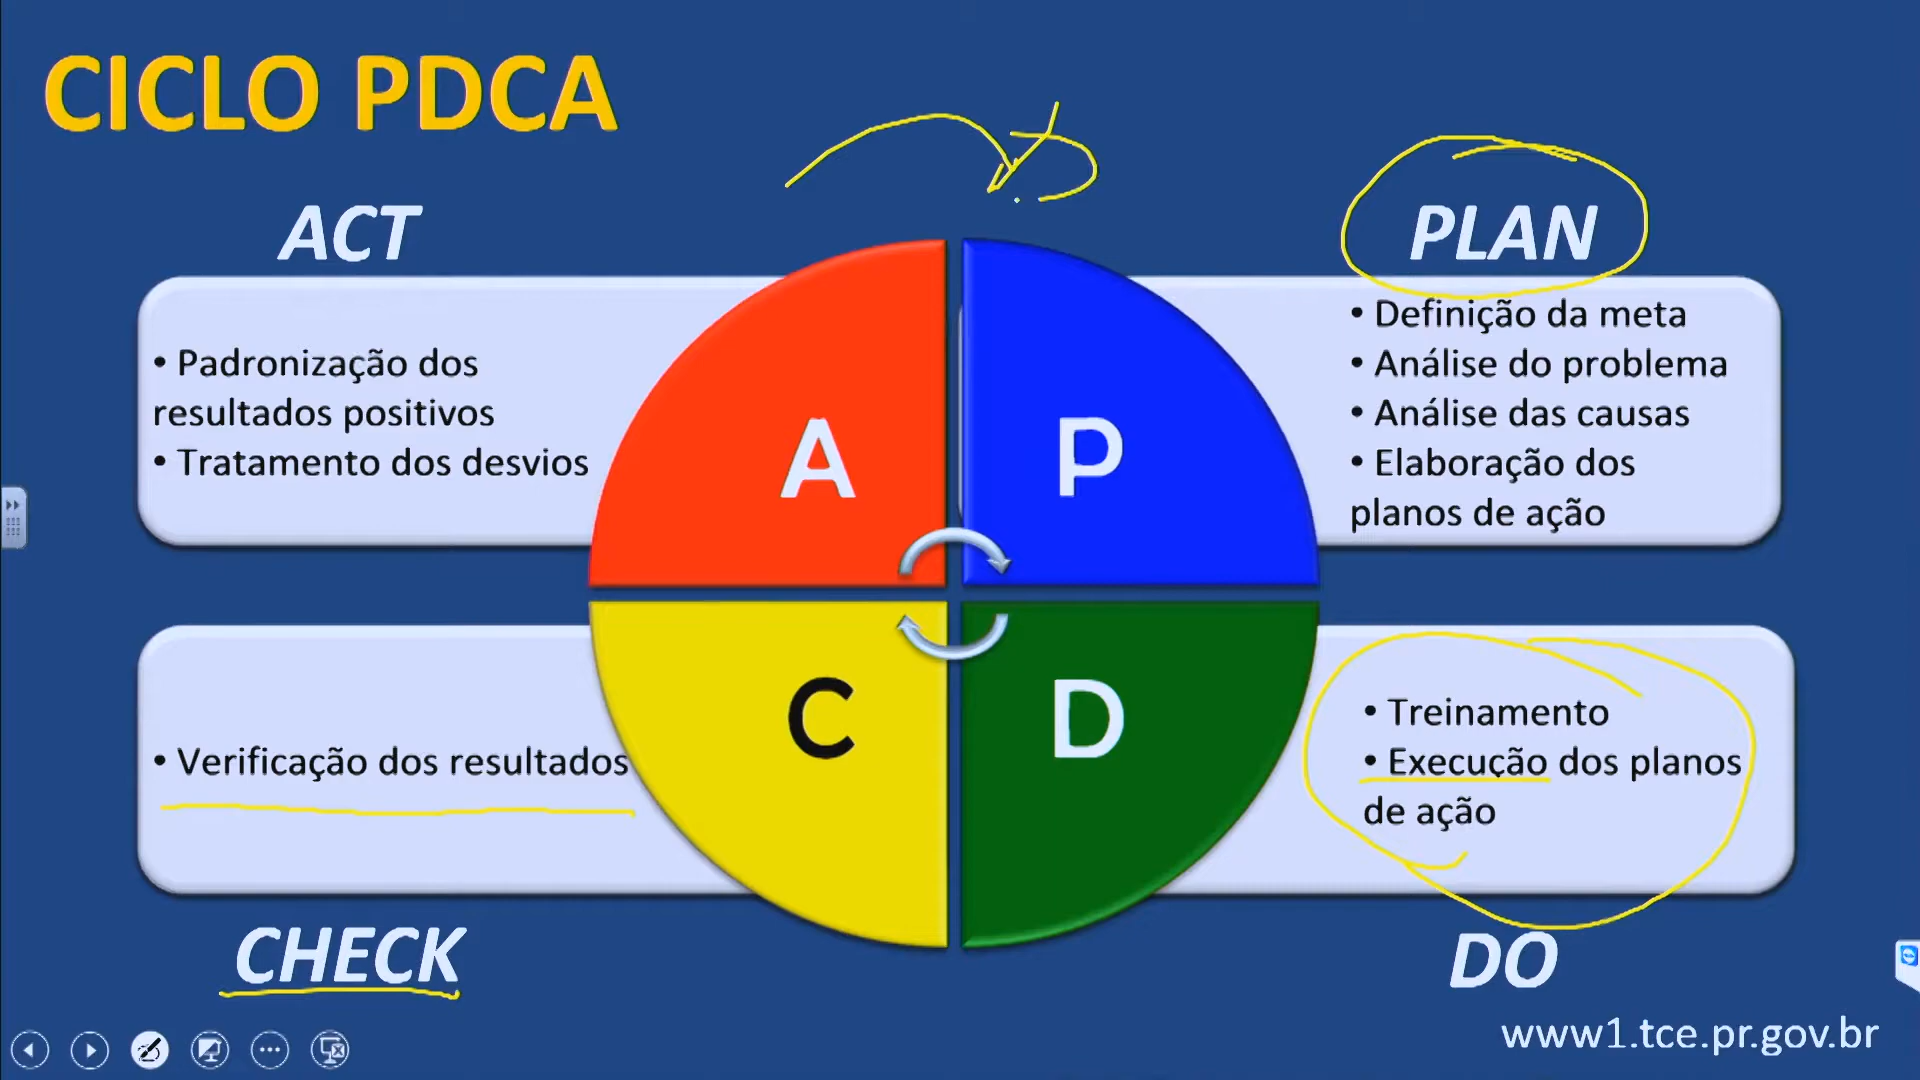 CICLO PDCA
ACT
• Padronização dos
resultados positivos
• Tratamento dos desvios
PLAN
• Definição da meta
• Análise do problema
• Análise das causas
• Elaboração dos
planos de ação
A
P
C
D
• Verificação dos resultados
CHECK
• Treinamento
• Execução dos planos
de ação
DO
www1.tce.pr.gov.br